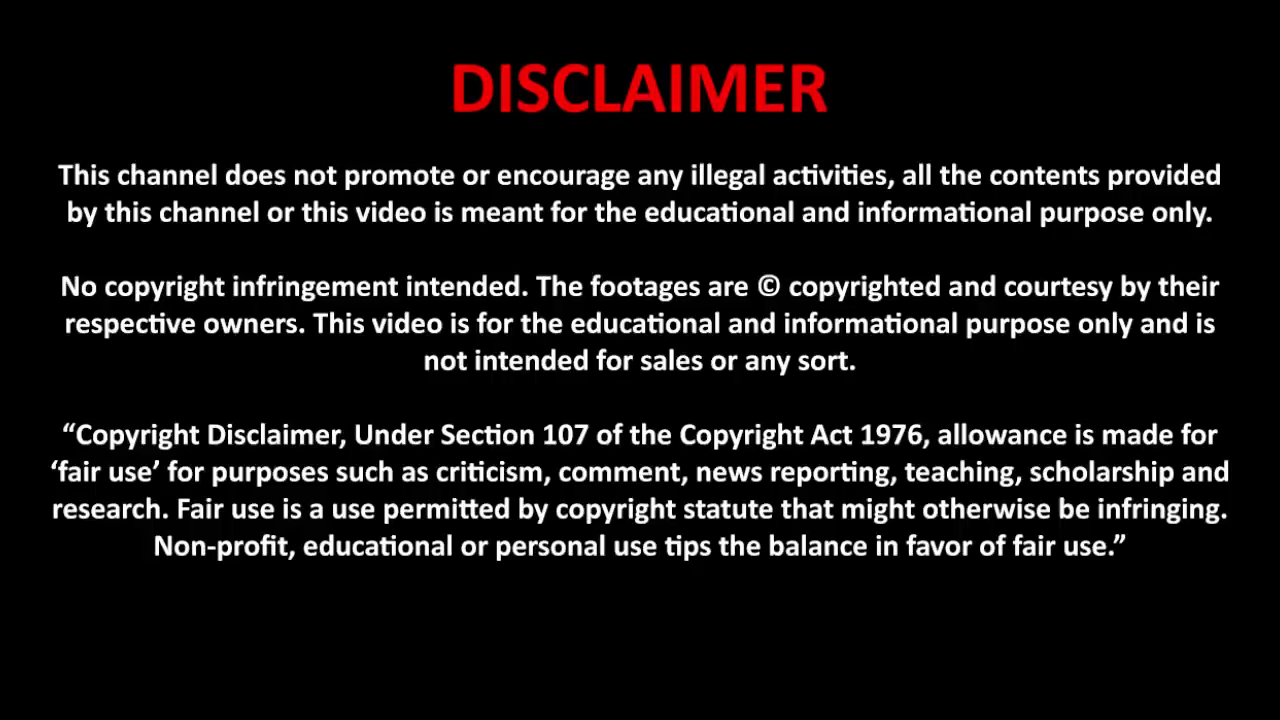 DISCLAIMER
This channel does not promote or encourage any illegal activities, all the contents provided
by this channel or this video is meant for the educational and informational purpose only.
No copyright infringement intended. The footages are © copyrighted and courtesy by their
respective owners. This video is for the educational and informational purpose only and is
not intended for sales or any sort.
“Copyright Disclaimer, Under Section 107 of the Copyright Act 1976, allowance is made for
‘fair use’ for purposes such as criticism, comment, news reporting, teaching, scholarship and
research. Fair use is a use permitted by copyright statute that might otherwise be infringing.
Non-profit, educational or personal use tips the balance in favor of fair use.”